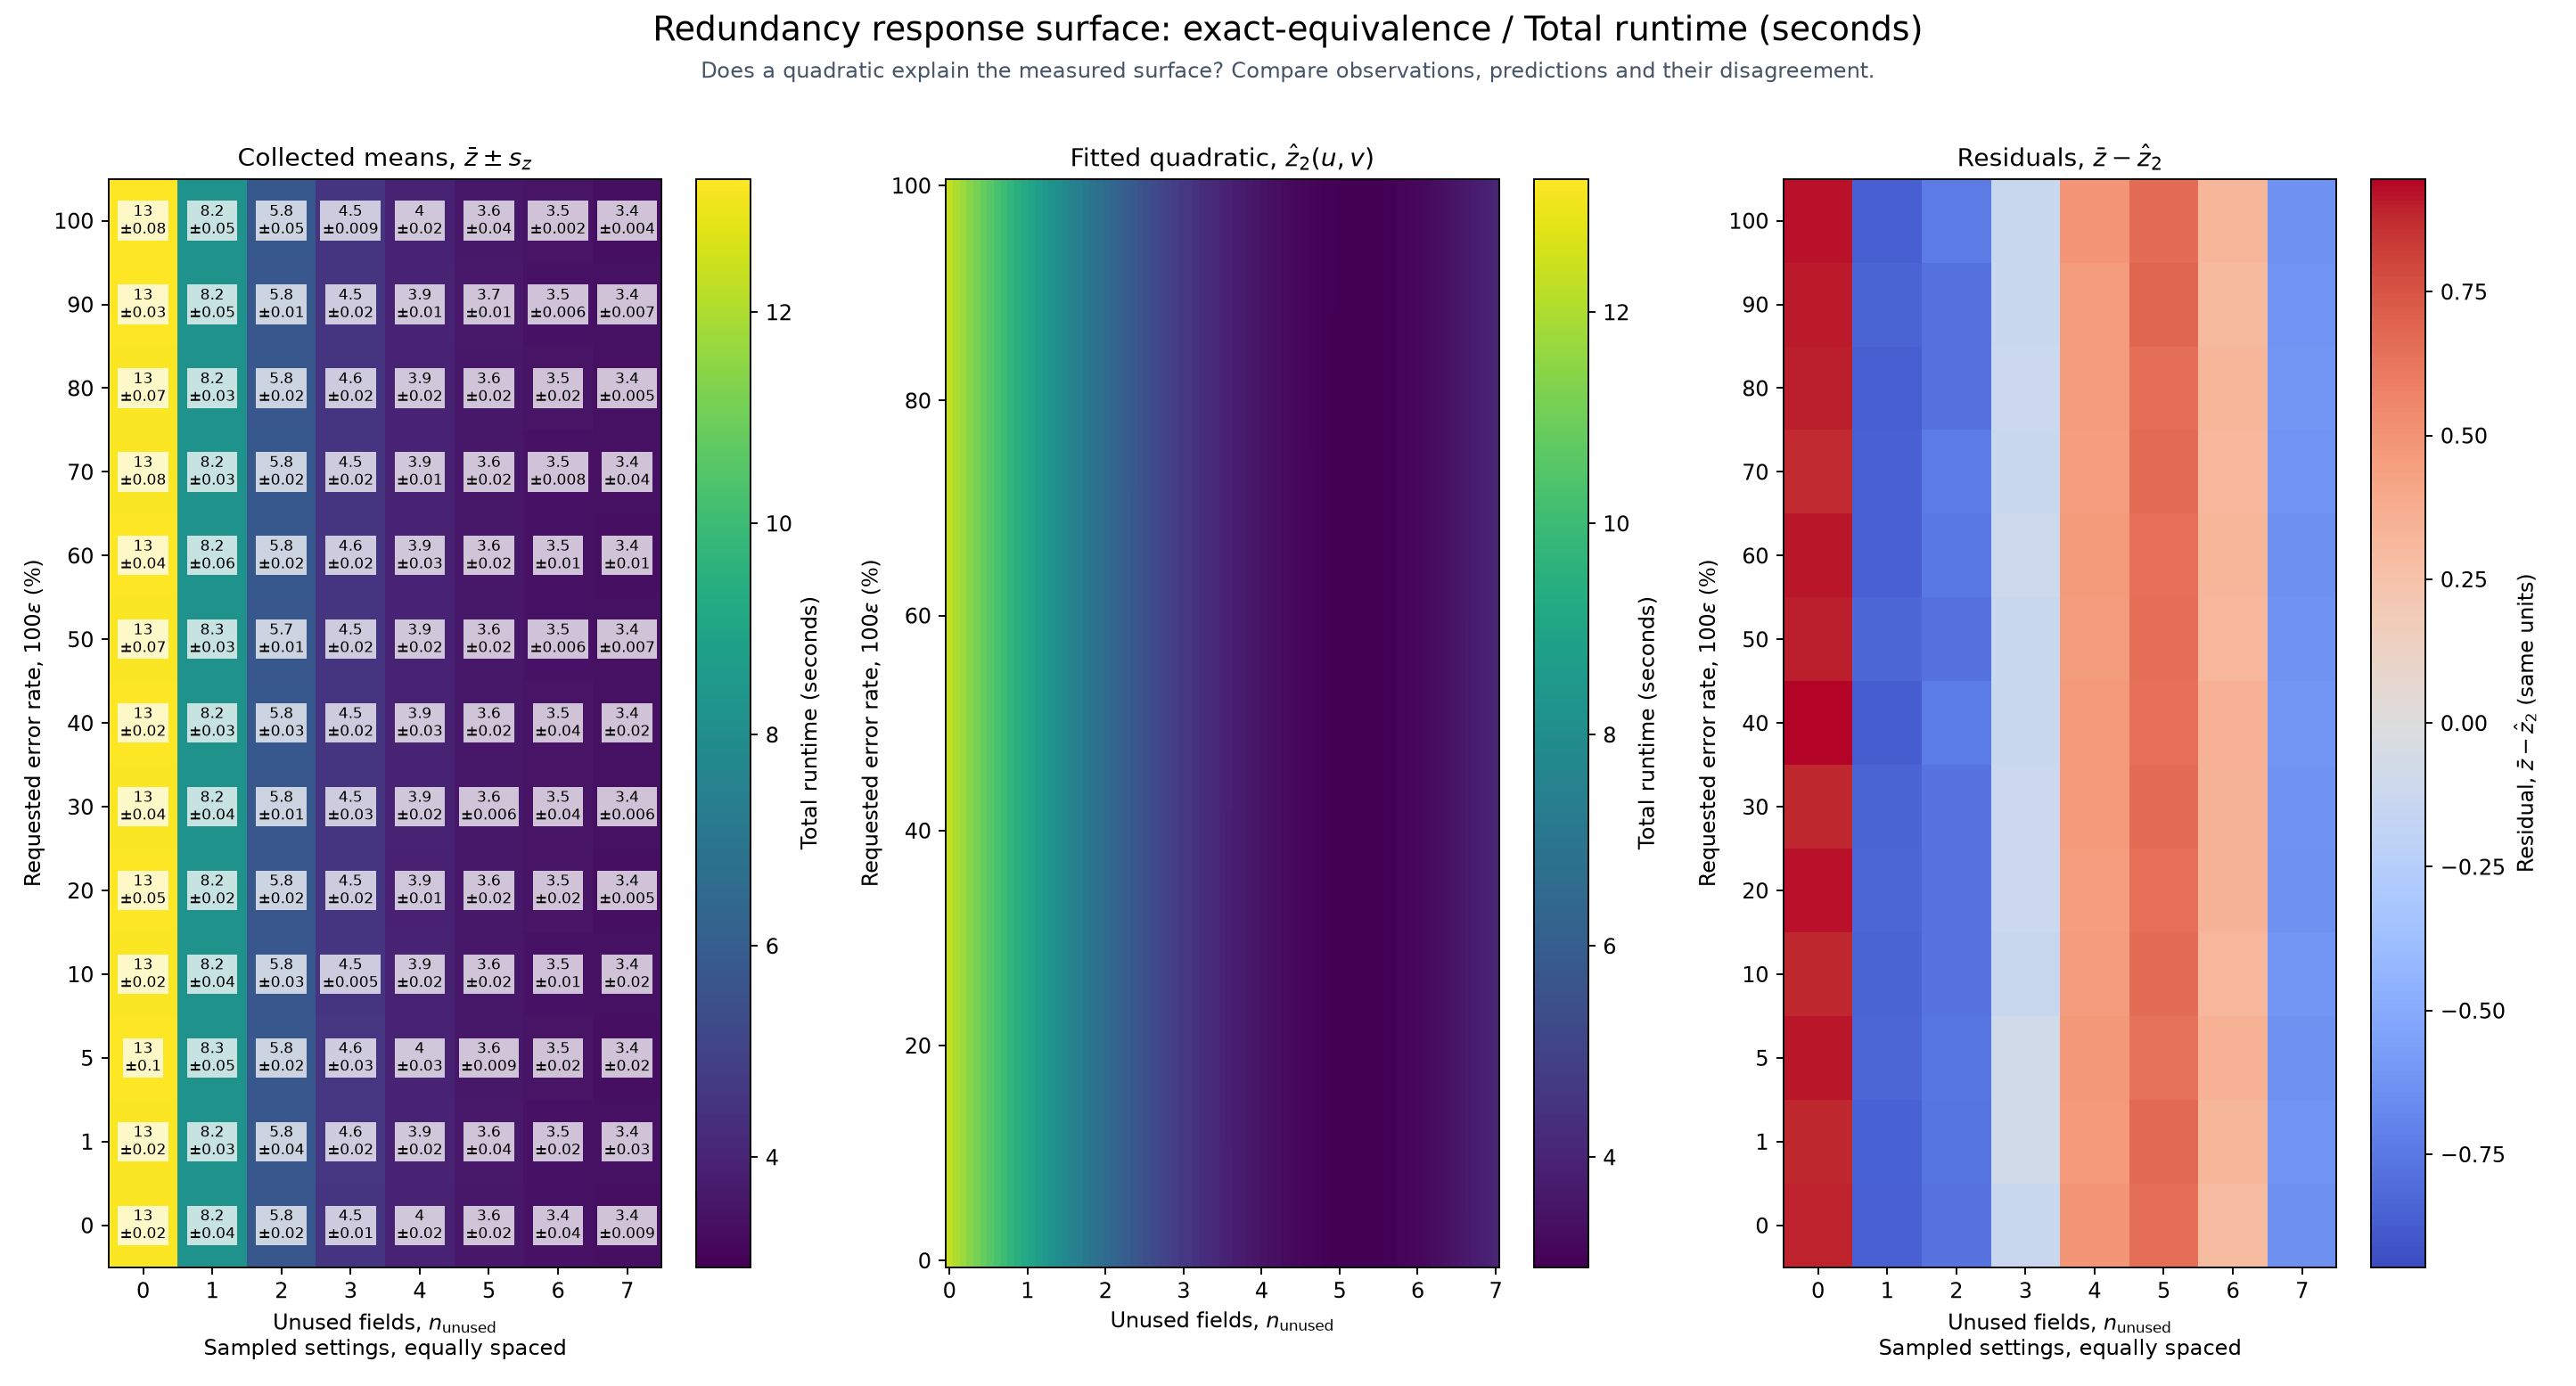 Redundancy response surface: exact-equivalence / Total runtime (seconds)
Does a quadratic explain the measured surface? Compare observations, predictions and their disagreement.
Collected means, z̄ ± s_z
Requested error rate, 100ε (%)
100
90
80
70
60
50
40
30
20
10
5
1
0
13 8.2 5.8 4.5 4 3.6 3.5 3.4
±0.08 ±0.05 ±0.05 ±0.009 ±0.02 ±0.04 ±0.002 ±0.004
13 8.2 5.8 4.5 3.9 3.7 3.5 3.4
±0.03 ±0.05 ±0.01 ±0.02 ±0.01 ±0.01 ±0.006 ±0.007
13 8.2 5.8 4.6 3.9 3.6 3.5 3.4
±0.07 ±0.03 ±0.02 ±0.02 ±0.02 ±0.02 ±0.02 ±0.005
13 8.2 5.8 4.5 3.9 3.6 3.5 3.4
±0.08 ±0.03 ±0.02 ±0.02 ±0.01 ±0.02 ±0.008 ±0.04
13 8.2 5.8 4.6 3.9 3.6 3.5 3.4
±0.04 ±0.06 ±0.02 ±0.02 ±0.03 ±0.02 ±0.01 ±0.01
13 8.3 5.7 4.5 3.9 3.6 3.5 3.4
±0.07 ±0.03 ±0.01 ±0.02 ±0.02 ±0.02 ±0.006 ±0.007
13 8.2 5.8 4.5 3.9 3.6 3.5 3.4
±0.02 ±0.03 ±0.03 ±0.02 ±0.03 ±0.02 ±0.04 ±0.02
13 8.2 5.8 4.5 3.9 3.6 3.5 3.4
±0.04 ±0.04 ±0.01 ±0.03 ±0.02 ±0.006 ±0.04 ±0.006
13 8.2 5.8 4.5 3.9 3.6 3.5 3.4
±0.05 ±0.02 ±0.02 ±0.02 ±0.01 ±0.02 ±0.02 ±0.005
13 8.2 5.8 4.5 3.9 3.6 3.5 3.4
±0.02 ±0.04 ±0.03 ±0.005 ±0.02 ±0.02 ±0.01 ±0.02
13 8.3 5.8 4.6 4 3.6 3.5 3.4
±0.1 ±0.05 ±0.02 ±0.03 ±0.03 ±0.009 ±0.02 ±0.02
13 8.2 5.8 4.6 3.9 3.6 3.5 3.4
±0.02 ±0.03 ±0.04 ±0.02 ±0.02 ±0.04 ±0.02 ±0.03
13 8.2 5.8 4.5 4 3.6 3.4 3.4
±0.02 ±0.04 ±0.02 ±0.01 ±0.02 ±0.02 ±0.04 ±0.009
0 1 2 3 4 5 6 7
Unused fields, n_unused
Sampled settings, equally spaced
12
10
8
6
4
Total runtime (seconds)
Fitted quadratic, ẑ₂(u, v)
Requested error rate, 100ε (%)
100
80
60
40
20
0
0 1 2 3 4 5 6 7
Unused fields, n_unused
12
10
8
6
4
Total runtime (seconds)
Residuals, z̄ − ẑ₂
Requested error rate, 100ε (%)
100
90
80
70
60
50
40
30
20
10
5
1
0
0 1 2 3 4 5 6 7
Unused fields, n_unused
Sampled settings, equally spaced
0.75
0.50
0.25
0.00
−0.25
−0.50
−0.75
Residual, z̄ − ẑ₂ (same units)